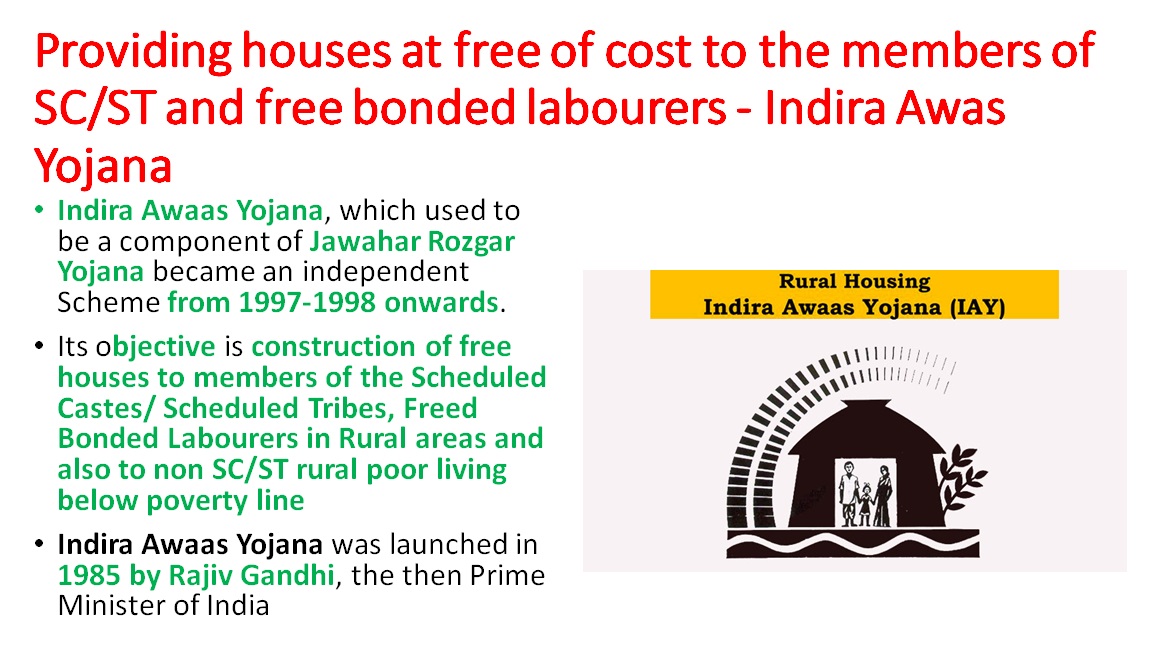 Providing houses at free of cost to the members of
SC/ST and free bonded labourers - Indira Awas
Yojana
• Indira Awaas Yojana, which used to
be a component of Jawahar Rozgar
Yojana became an independent
Scheme from 1997-1998 onwards.
• Its objective is construction of free
houses to members of the Scheduled
Castes/ Scheduled Tribes, Freed
Bonded Labourers in Rural areas and
also to non SC/ST rural poor living
below poverty line
• Indira Awaas Yojana was launched in
1985 by Rajiv Gandhi, the then Prime
Minister of India
Rural Housing
Indira Awaas Yojana (IAY)